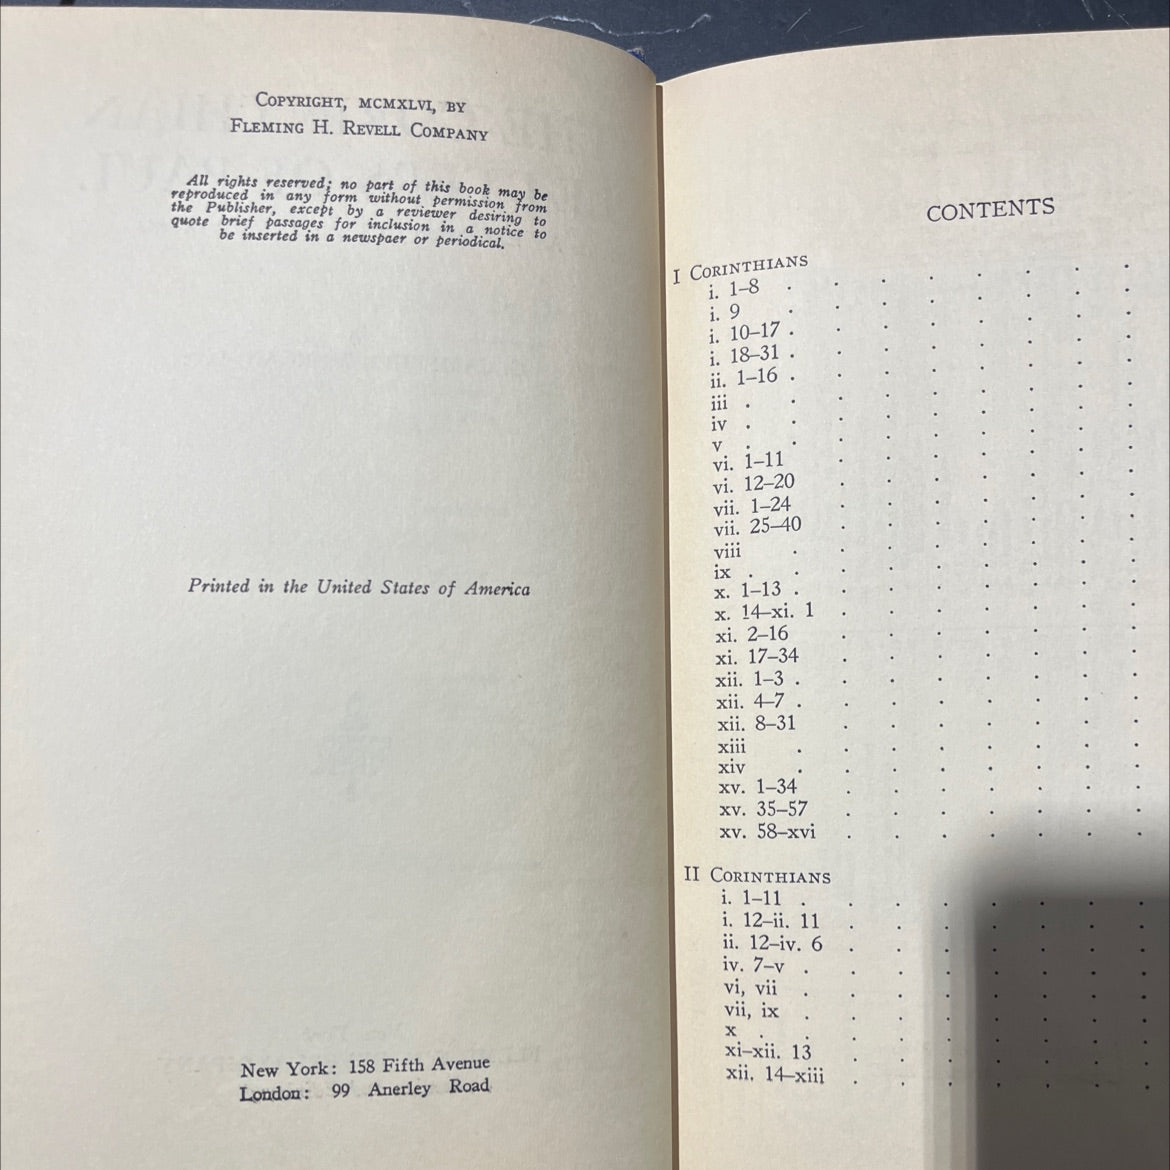 Copyright, MCMXLVI, by
Fleming H. Revell Company
All rights reserved; no part of this book may be
reproduced in any form without permission from
the Publisher, except by a reviewer desiring to
quote brief passages for inclusion in a notice to
be inserted in a newspaer or periodical.
Printed in the United States of America
New York: 158 Fifth Avenue
London: 99 Anerley Road
CONTENTS
I Corinthians
i. 1–8
i. 9
i. 10–17
i. 18–31
ii. 1–16
iii
iv
v
vi. 1–11
vi. 12–20
vii. 1–24
vii. 25–40
viii
ix
x. 1–13
x. 14–xi. 1
xi. 2–16
xi. 17–34
xii. 1–3
xii. 4–7
xii. 8–31
xiii
xiv
xv. 1–34
xv. 35–57
xv. 58–xvi
II Corinthians
i. 1–11
i. 12–ii. 11
ii. 12–iv. 6
iv. 7–v
vi, vii
vii, ix
x
xi–xii. 13
xii. 14–xiii